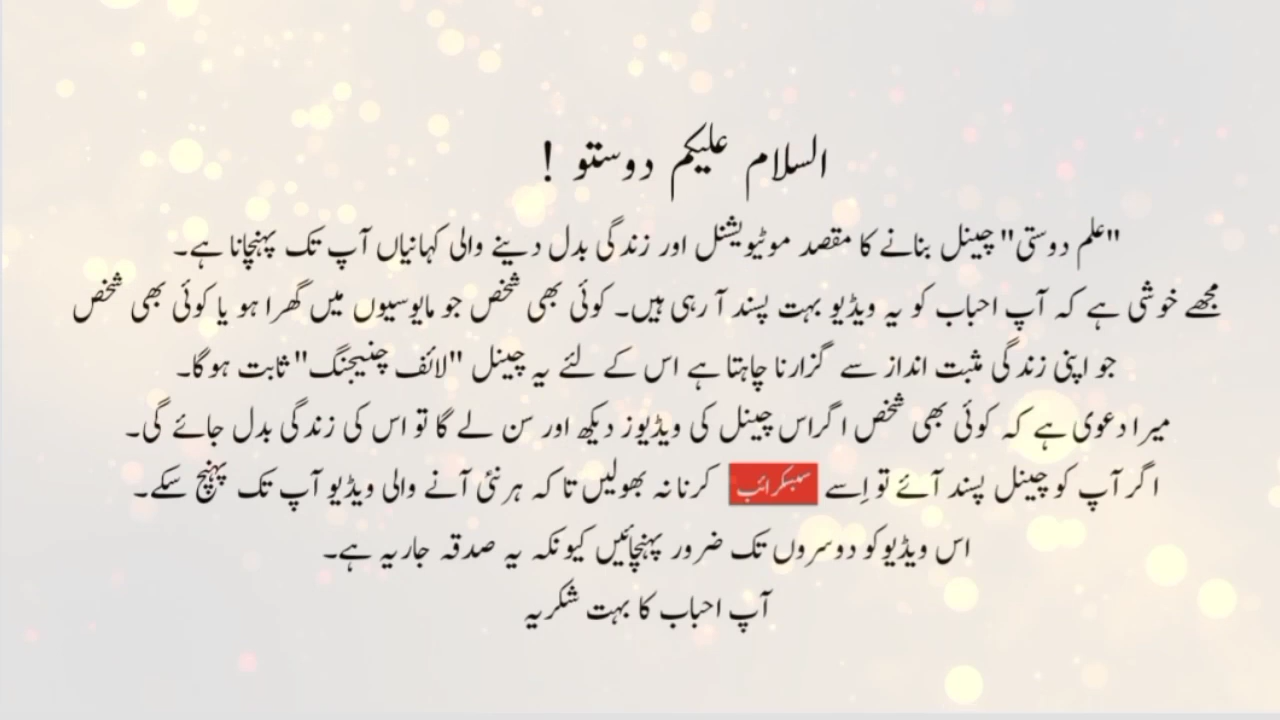 السلام علیکم دوستو !
"علم دوستی" چینل بنانے کا مقصد موٹیویشنل اور زندگی بدل دینے والی کہانیاں آپ تک پہنچانا ہے۔
مجھے خوشی ہے کہ آپ احباب کو یہ ویڈیو بہت پسند آ رہی ہیں۔ کوئی بھی شخص جو مایوسیوں میں گھرا ہو یا کوئی بھی شخص
جو اپنی زندگی مثبت انداز سے گزارنا چاہتا ہے اس کے لئے یہ چینل "لائف چنیجنگ" ثابت ہوگا۔
میرا دعوی ہے کہ کوئی بھی شخص اگراس چینل کی ویڈیوز دیکھ اور سن لے گا تو اس کی زندگی بدل جائے گی۔
اگر آپ کو چینل پسند آئے تو اِسے سبسکرائب کرنا نہ بھولیں تا کہ ہر نئی آنے والی ویڈیو آپ تک پہنچ سکے۔
اس ویڈیو کو دوسروں تک ضرور پہنچائیں کیونکہ یہ صدقہ جاریہ ہے۔
آپ احباب کا بہت شکریہ